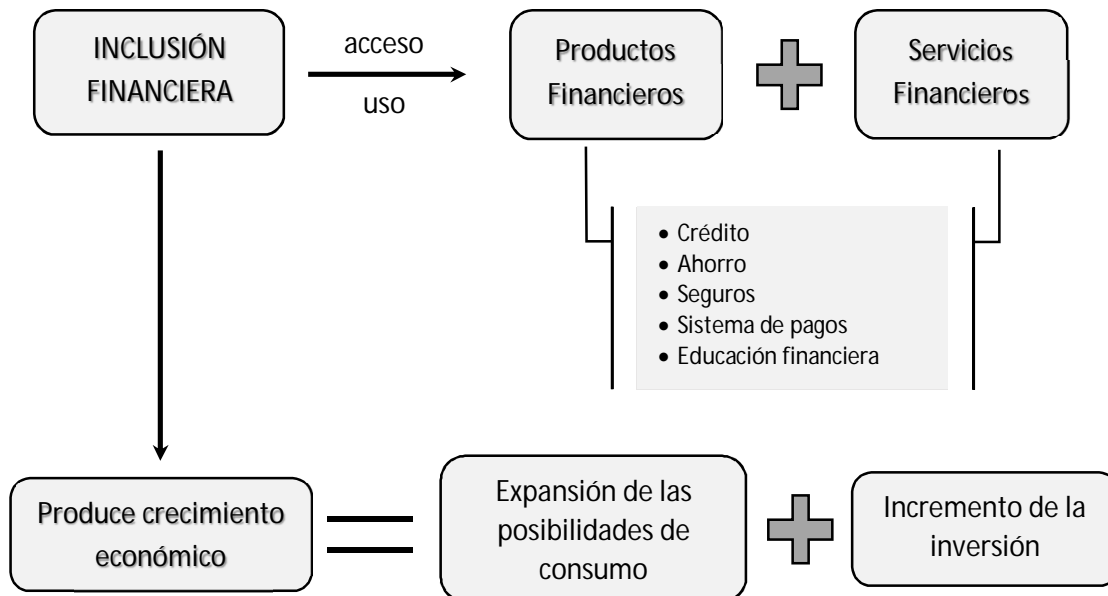 INCLUSIÓN
FINANCIERA
acceso
uso
Productos
Financieros
Servicios
Financieros
• Crédito
• Ahorro
• Seguros
• Sistema de pagos
• Educación financiera
Produce crecimiento
económico
Expansión de las
posibilidades de
consumo
Incremento de la
inversión